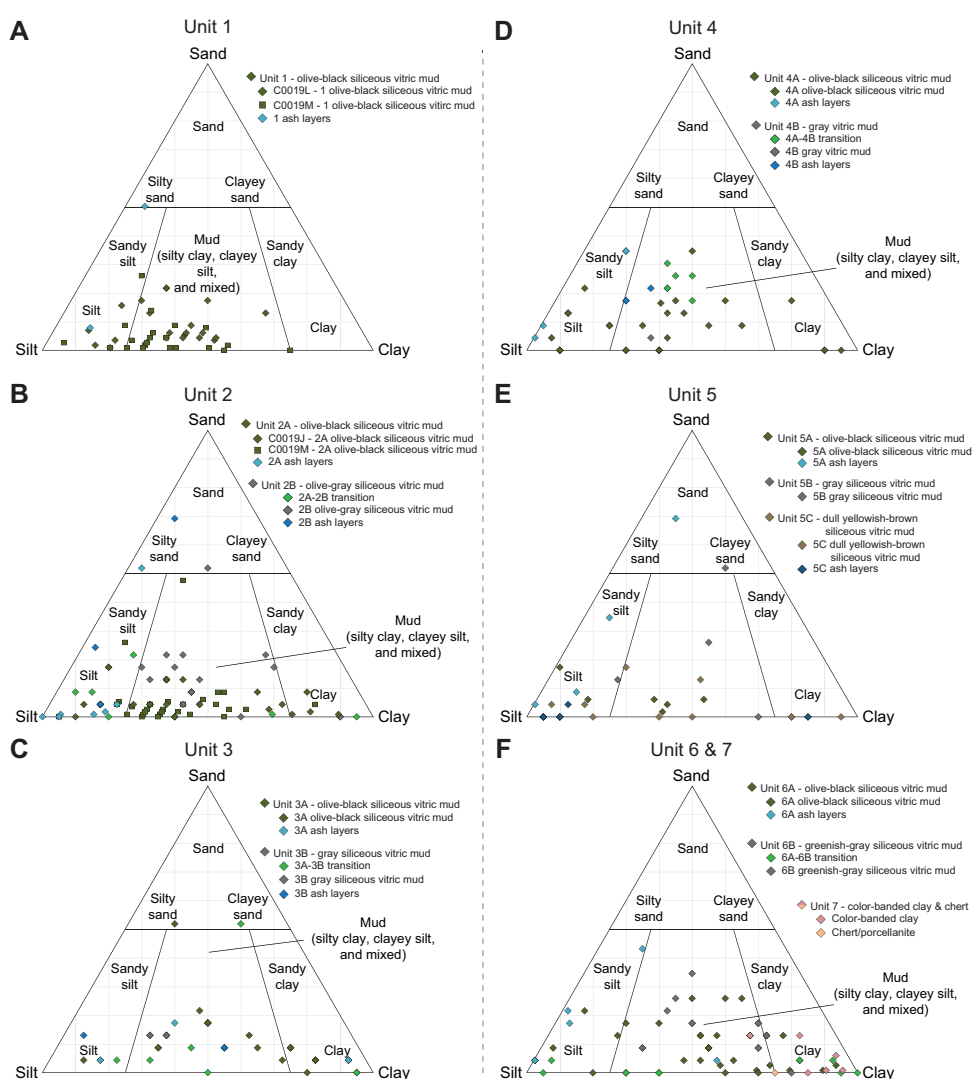 A
Unit 1
Sand
Unit 1 - olive-black siliceous vitric mud
C0019L - 1 olive-black siliceous vitric mud
C0019M - 1 olive-black siliceous vitric mud
1 ash layers
Sand
Silty
sand
Clayey
sand
Sandy
silt
Mud
(silty clay, clayey
silt,
and mixed)
Sandy
clay
Silt
Clay
Silt
Clay
B
Unit 2
Sand
Unit 2A - olive-black siliceous vitric mud
C0019J - 2A olive-black siliceous vitric mud
C0019M - 2A olive-black siliceous vitric mud
2A ash layers
Unit 2B - olive-gray siliceous vitric mud
2A-2B transition
2B olive-gray siliceous vitric mud
2B ash layers
Sand
Silty
sand
Clayey
sand
Sandy
silt
Sandy
clay
Mud
(silty clay, clayey silt,
and mixed)
Silt
Clay
Silt
Clay
C
Unit 3
Sand
Unit 3A - olive-black siliceous vitric mud
3A olive-black siliceous vitric mud
3A ash layers
Unit 3B - gray siliceous vitric mud
3A-3B transition
3B gray siliceous vitric mud
3B ash layers
Sand
Silty
sand
Clayey
sand
Mud
(silty clay, clayey silt,
and mixed)
Sandy
silt
Sandy
clay
Silt
Clay
Silt
Clay
D
Unit 4
Sand
Unit 4A - olive-black siliceous vitric mud
4A olive-black siliceous vitric mud
4A ash layers
Unit 4B - gray vitric mud
4A-4B transition
4B gray vitric mud
4B ash layers
Sand
Silty
sand
Clayey
sand
Sandy
silt
Sandy
clay
Mud
(silty clay, clayey silt,
and mixed)
Silt
Clay
Silt
Clay
E
Unit 5
Sand
Unit 5A - olive-black siliceous vitric mud
5A olive-black siliceous vitric mud
5A ash layers
Unit 5B - gray siliceous vitric mud
5B gray siliceous vitric mud
Unit 5C - dull yellowish-brown
siliceous vitric mud
5C dull yellowish-brown
siliceous vitric mud
5C ash layers
Sand
Silty
sand
Clayey
sand
Sandy
silt
Sandy
clay
Silt
Clay
Silt
Clay
F
Unit 6 & 7
Sand
Unit 6A - olive-black siliceous vitric mud
6A olive-black siliceous vitric mud
6A ash layers
Unit 6B - greenish-gray siliceous vitric mud
6A-6B transition
6B greenish-gray siliceous vitric mud
Unit 7 - color-banded clay & chert
Color-banded clay
Chert/porcellanite
Sand
Silty
sand
Clayey
sand
Sandy
silt
Sandy
clay
Mud
(silty clay, clayey silt,
and mixed)
Silt
Clay
Silt
Clay